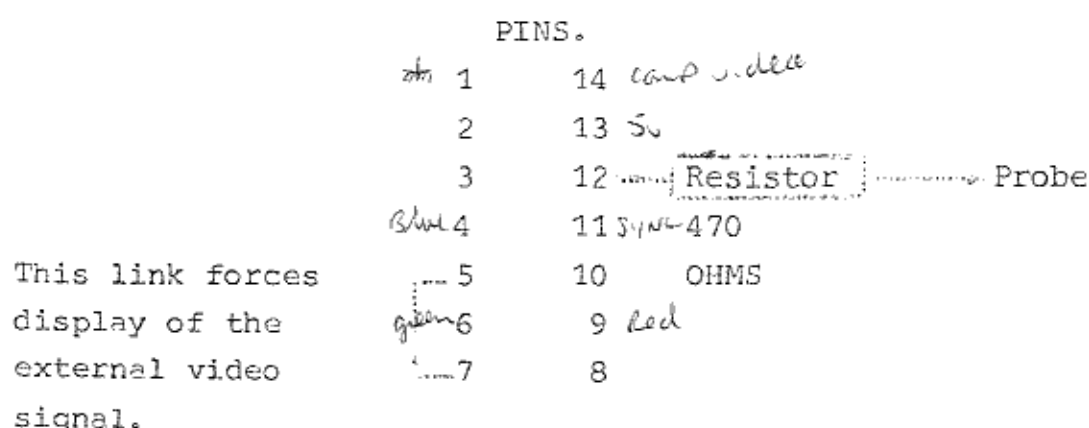 PINS.
1 14 comp video
2 13 5v
3 12 Resistor Probe
Blue 4 11 SYNC 470
This link forces 5 10 OHMS
display of the green 6 9 Red
external video 7 8
signal.